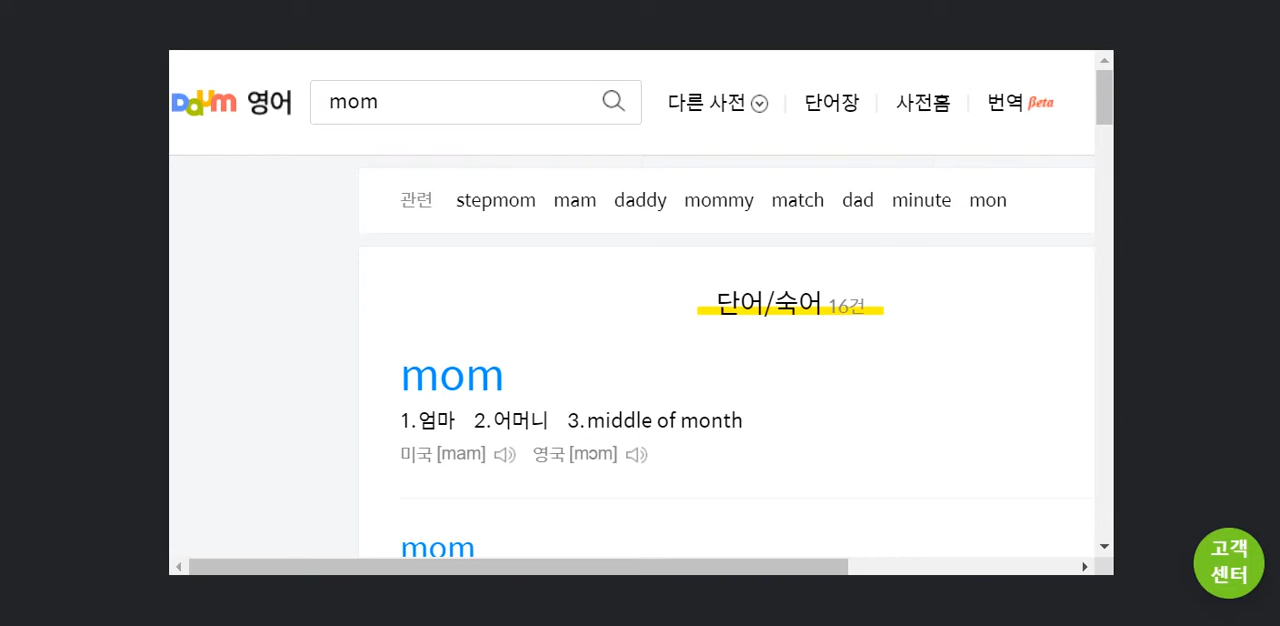 Daum 영어 mom 다른 사전 단어장 사전홈 번역 βeta
관련 stepmom mam daddy mommy match dad minute mon
단어/숙어 16건
mom
1.엄마 2.어머니 3.middle of month
미국 [mam] 영국 [mɔm]
mom
고객
센터